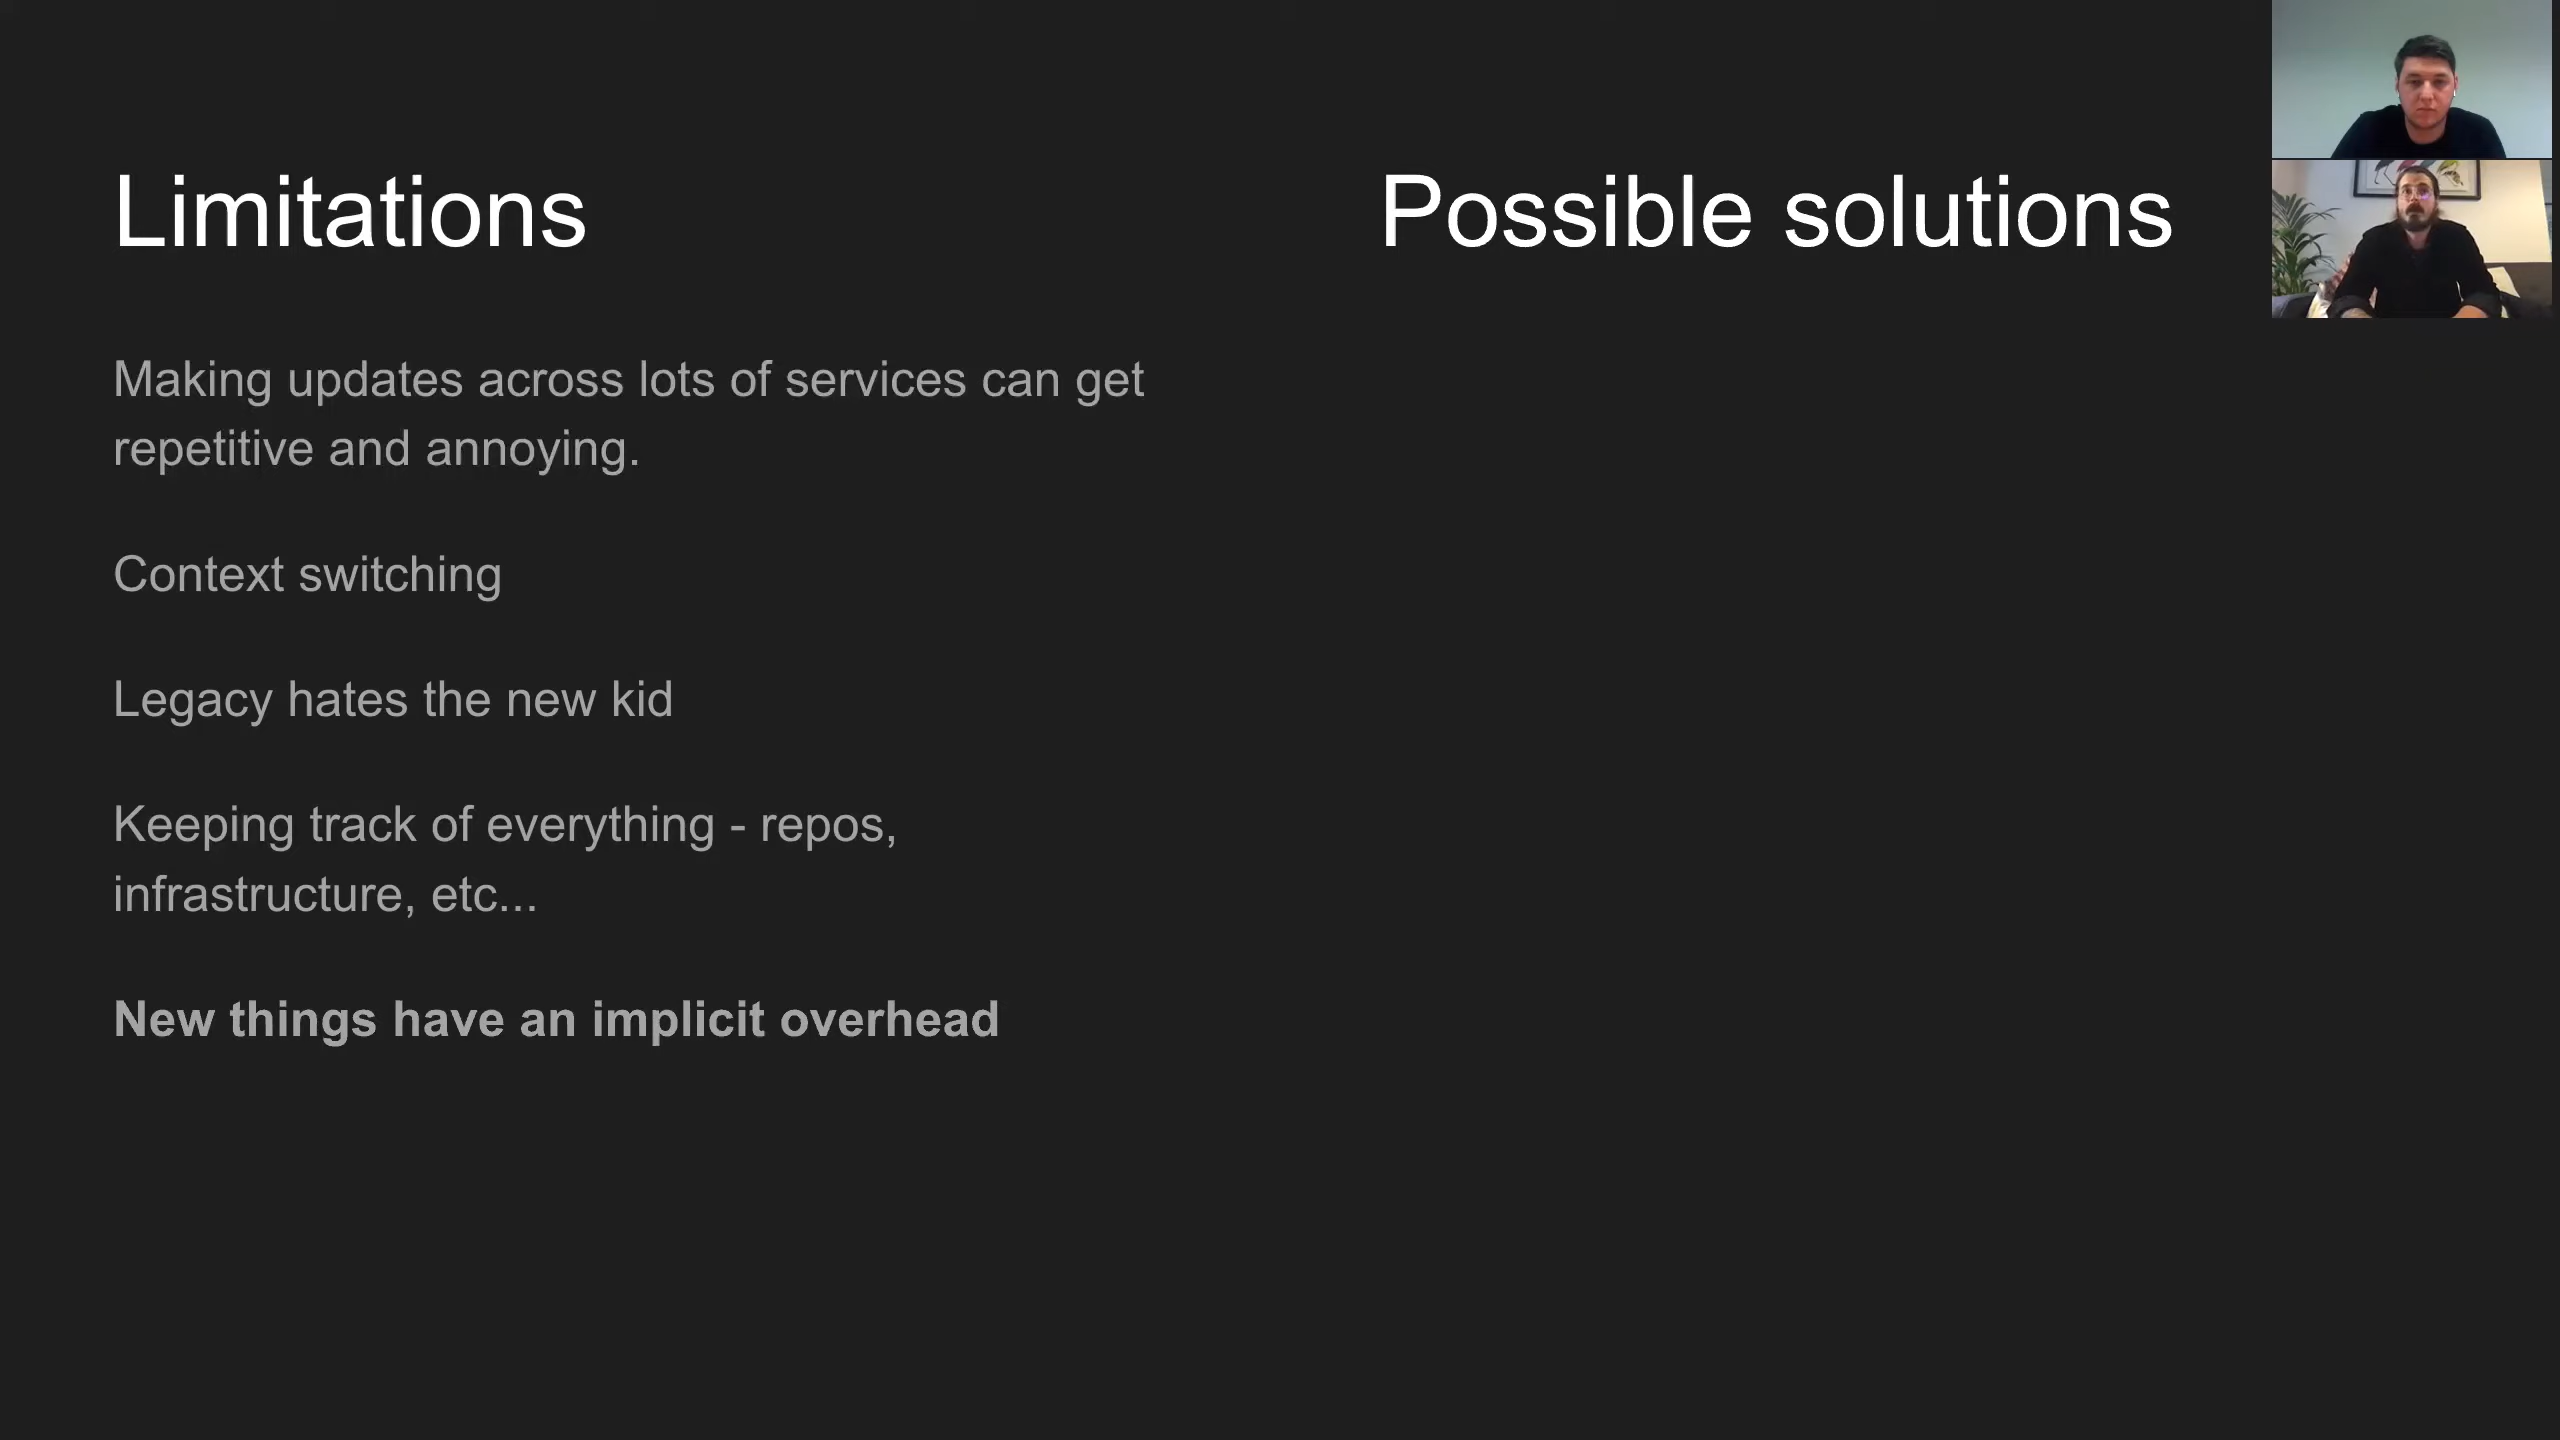 Limitations
Possible solutions
Making updates across lots of services can get
repetitive and annoying.
Context switching
Legacy hates the new kid
Keeping track of everything - repos,
infrastructure, etc...
New things have an implicit overhead